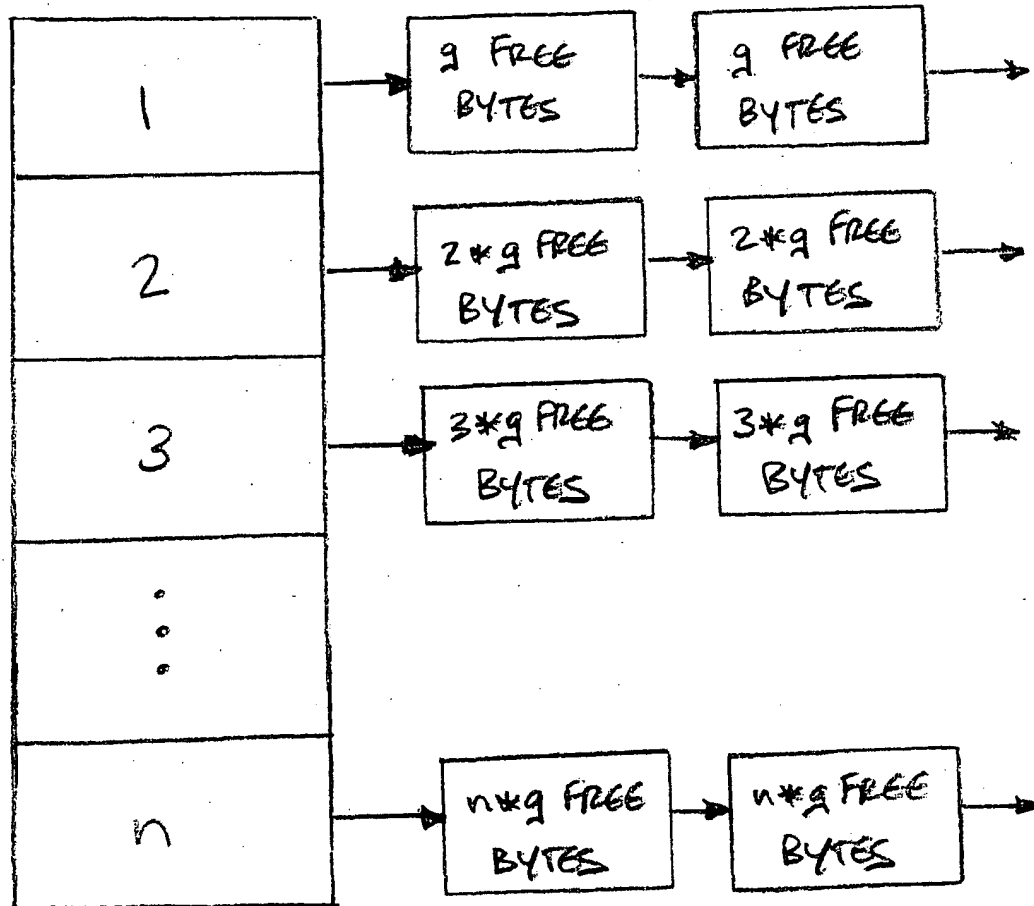 1
g FREE
BYTES
g FREE
BYTES
2
2*g FREE
BYTES
2*g FREE
BYTES
3
3*g FREE
BYTES
3*g FREE
BYTES
n
n*g FREE
BYTES
n*g FREE
BYTES